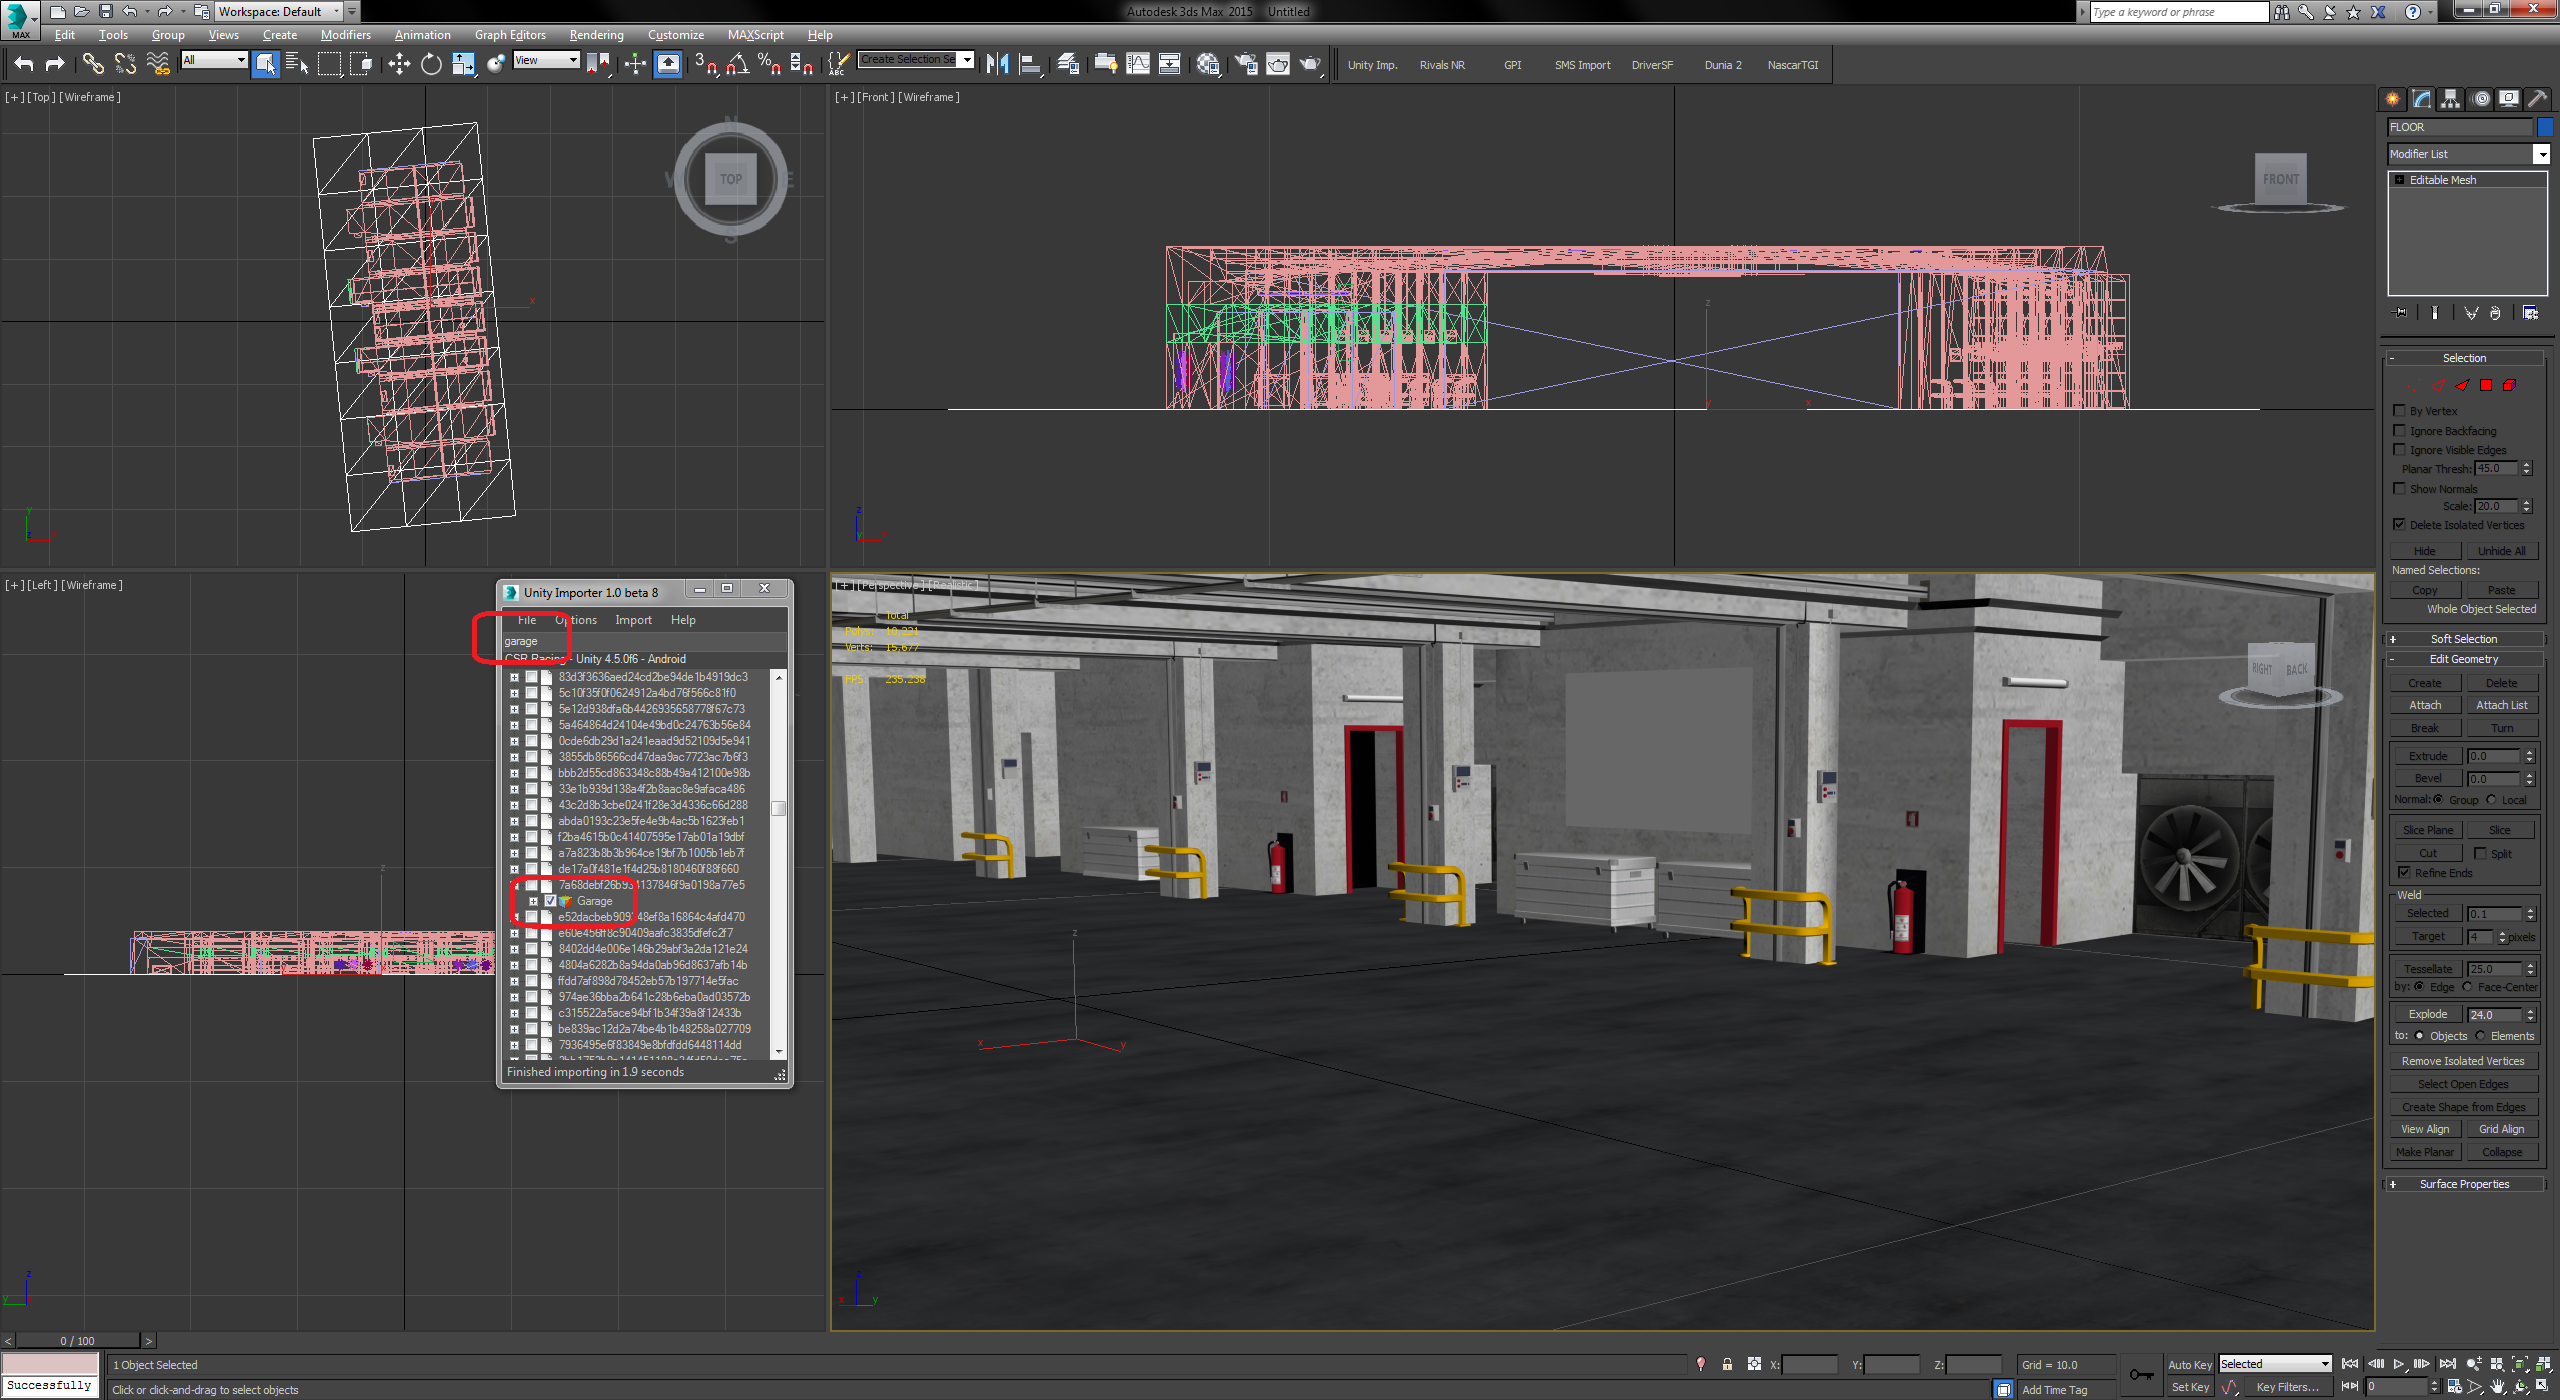 Workspace: Default
Autodesk 3ds Max 2015 Untitled
Type a keyword or phrase
MAX
Edit Tools Group Views Create Modifiers Animation Graph Editors Rendering Customize MAXScript Help
All
View
3
ABC
Create Selection Se
Unity Imp. Rivals NR GPI SMS Import DriverSF Dunia 2 NascarTGI
[+][Top][Wireframe]
N
W TOP E
S
x
y
z
[+][Front][Wireframe]
FRONT
z
x
[+][Left][Wireframe]
z
y
[+][Perspective][Realistic]
Total
Polys: 10.221
Verts: 15.677
FPS: 235.238
RIGHT BACK
z
x y
Unity Importer 1.0 beta 8
File Options Import Help
garage
CSR Racing - Unity 4.5.0f6 - Android
83d3f3636aed24cd2be94de1b4919dc3
5c10f35f0f0624912a4bd76f566c81f0
5e12d938dfa6b4426935658778f67c73
5a464864d24104e49bd0c24763b56e84
0cde6db29d1a241eaad9d52109d5e941
3855db86566cd47daa9ac7723ac7b6f3
bbb2d55cd863348c88b49a412100e98b
33e1b939d138a4f2b8aac8e9afaca486
43c2d8b3cbe0241f28e3d4336c66d288
abda0193c23e5fe4e9b4ac5b1623feb1
f2ba4615b0c41407595e17ab01a19dbf
a7a823b8b3b964ce19bf7b1005b1eb7f
de17a0f481e1f4d25b8180460f88f660
7a68debf26b934137846f9a0198a77e5
Garage
e60e456ff8c90409aafc3835dfefc2f7
8402dd4e006e146b29abf3a2da121e24
4804a6282b8a94da0ab96d8637afb14b
ffdd7af898d78452eb57b197714e5fac
974ae36bba2b641c28b6eba0ad03572b
c315522a5ace94bf1b34f39a8f12433b
be839ac12d2a74be4b1b48258a027709
7936495e6f83849e8bfdfdd6448114dd
Finished importing in 1.9 seconds
FLOOR
Modifier List
Editable Mesh
- Selection
By Vertex
Ignore Backfacing
Ignore Visible Edges
Planar Thresh: 45.0
Show Normals
Scale: 20.0
Delete Isolated Vertices
Hide Unhide All
Named Selections:
Copy Paste
Whole Object Selected
+ Soft Selection
- Edit Geometry
Create Delete
Attach Attach List
Break Turn
Extrude 0.0
Bevel 0.0
Normal: Group Local
Slice Plane Slice
Cut Split
Refine Ends
Weld
Selected 0.1
Target 4 pixels
Tessellate 25.0
by: Edge Face-Center
Explode 24.0
to: Objects Elements
Remove Isolated Vertices
Select Open Edges
Create Shape from Edges
View Align Grid Align
Make Planar Collapse
+ Surface Properties
< 0 / 100 >
1 Object Selected
X: Y: Z: Grid = 10.0
Auto Key Selected
Successfully
Click or click-and-drag to select objects
Add Time Tag
Set Key Key Filters...
0